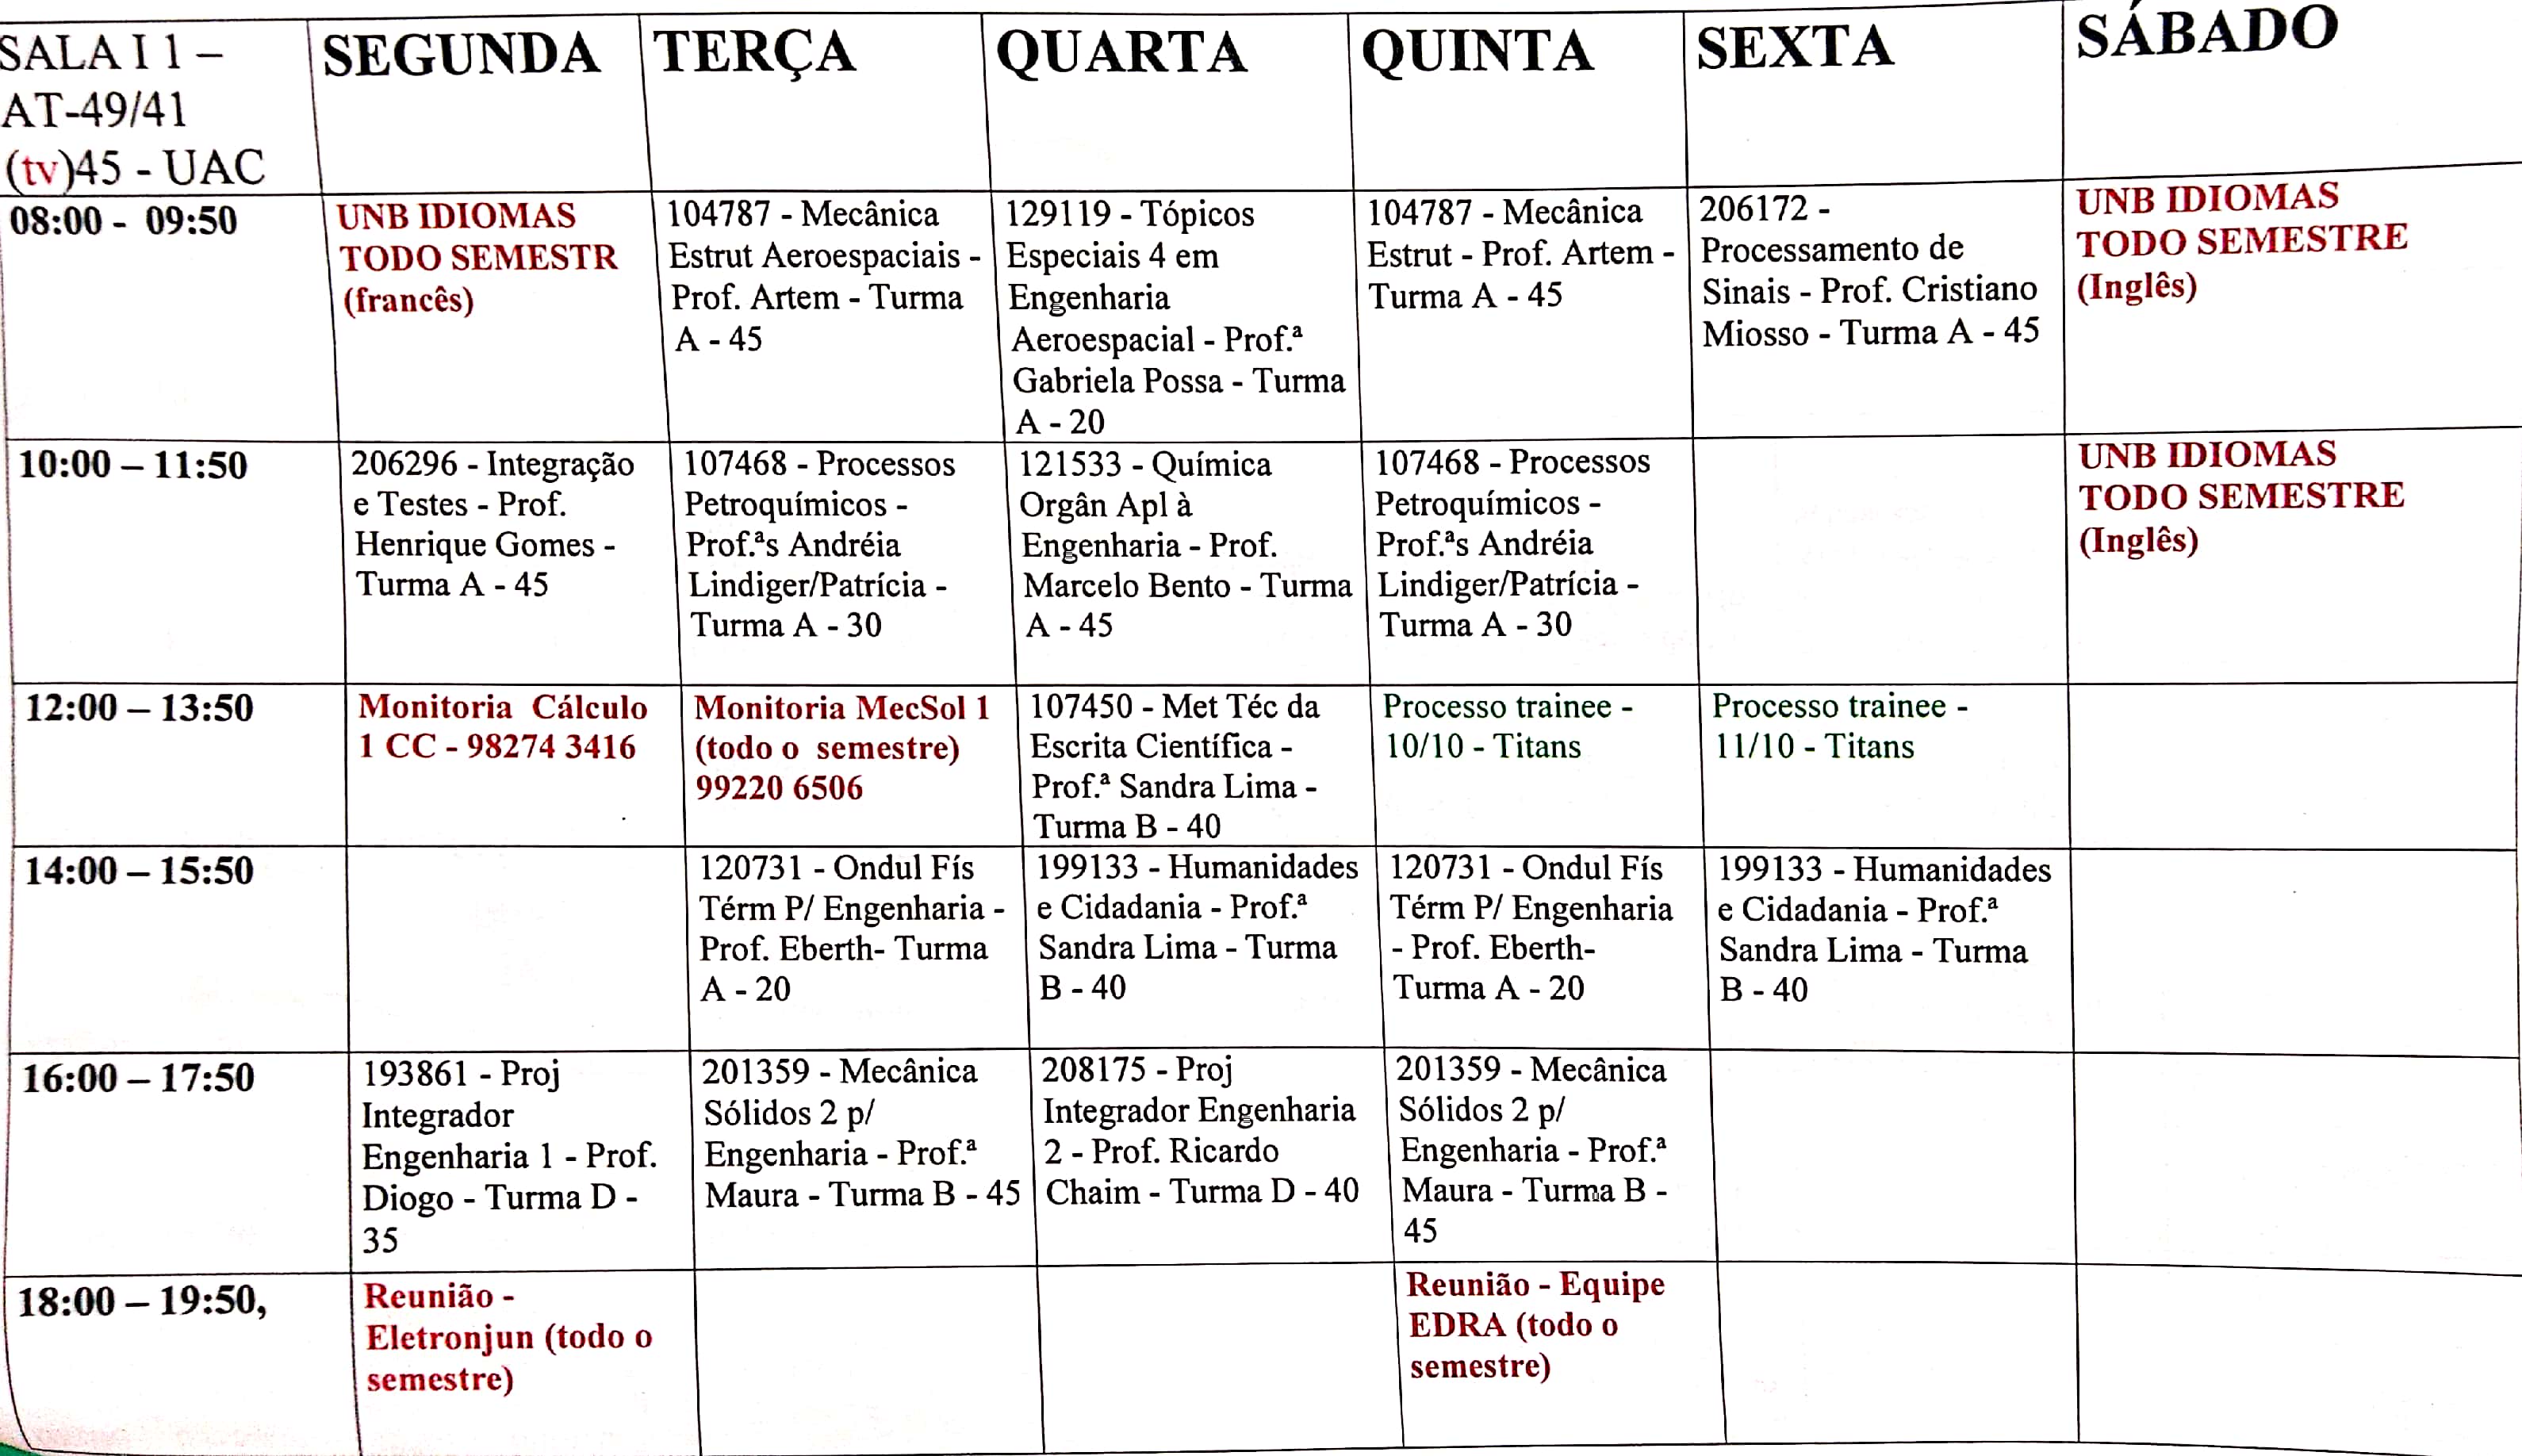 SALA I 1 –
AT-49/41
(tv)45 - UAC
SEGUNDA
TERÇA
QUARTA
QUINTA
SEXTA
SÁBADO
08:00 - 09:50
UNB IDIOMAS
TODO SEMESTR
(francês)
104787 - Mecânica
Estrut Aeroespaciais -
Prof. Artem - Turma
A - 45
129119 - Tópicos
Especiais 4 em
Engenharia
Aeroespacial - Prof.ª
Gabriela Possa - Turma
A - 20
104787 - Mecânica
Estrut - Prof. Artem -
Turma A - 45
206172 -
Processamento de
Sinais - Prof. Cristiano
Miosso - Turma A - 45
UNB IDIOMAS
TODO SEMESTRE
(Inglês)
10:00 – 11:50
206296 - Integração
e Testes - Prof.
Henrique Gomes -
Turma A - 45
107468 - Processos
Petroquímicos -
Prof.ªs Andréia
Lindiger/Patrícia -
Turma A - 30
121533 - Química
Orgân Apl à
Engenharia - Prof.
Marcelo Bento - Turma
A - 45
107468 - Processos
Petroquímicos -
Prof.ªs Andréia
Lindiger/Patrícia -
Turma A - 30
UNB IDIOMAS
TODO SEMESTRE
(Inglês)
12:00 – 13:50
Monitoria Cálculo
1 CC - 98274 3416
Monitoria MecSol 1
(todo o semestre)
99220 6506
107450 - Met Téc da
Escrita Científica -
Prof.ª Sandra Lima -
Turma B - 40
Processo trainee -
10/10 - Titans
Processo trainee -
11/10 - Titans
14:00 – 15:50
120731 - Ondul Fís
Térm P/ Engenharia -
Prof. Eberth- Turma
A - 20
199133 - Humanidades
e Cidadania - Prof.ª
Sandra Lima - Turma
B - 40
120731 - Ondul Fís
Térm P/ Engenharia
- Prof. Eberth-
Turma A - 20
199133 - Humanidades
e Cidadania - Prof.ª
Sandra Lima - Turma
B - 40
16:00 – 17:50
193861 - Proj
Integrador
Engenharia 1 - Prof.
Diogo - Turma D -
35
201359 - Mecânica
Sólidos 2 p/
Engenharia - Prof.ª
Maura - Turma B - 45
208175 - Proj
Integrador Engenharia
2 - Prof. Ricardo
Chaim - Turma D - 40
201359 - Mecânica
Sólidos 2 p/
Engenharia - Prof.ª
Maura - Turma B -
45
18:00 – 19:50,
Reunião -
Eletronjun (todo o
semestre)
Reunião - Equipe
EDRA (todo o
semestre)